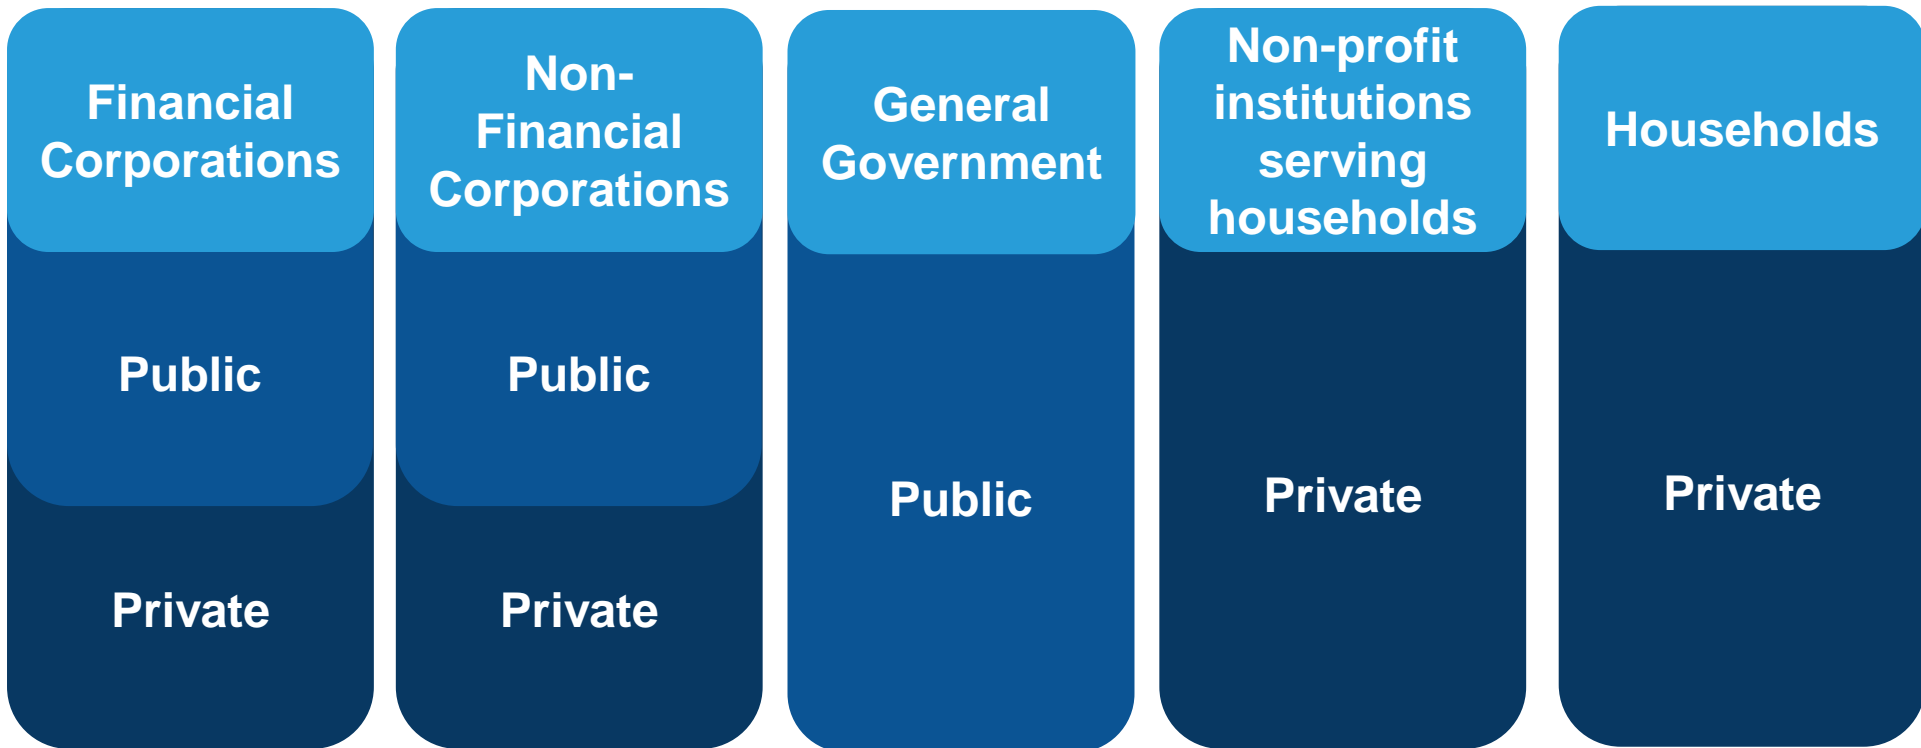 Financial
Corporations
Public
Private
Non-
Financial
Corporations
Public
Private
General
Government
Public
Non-profit
institutions
serving
households
Private
Households
Private